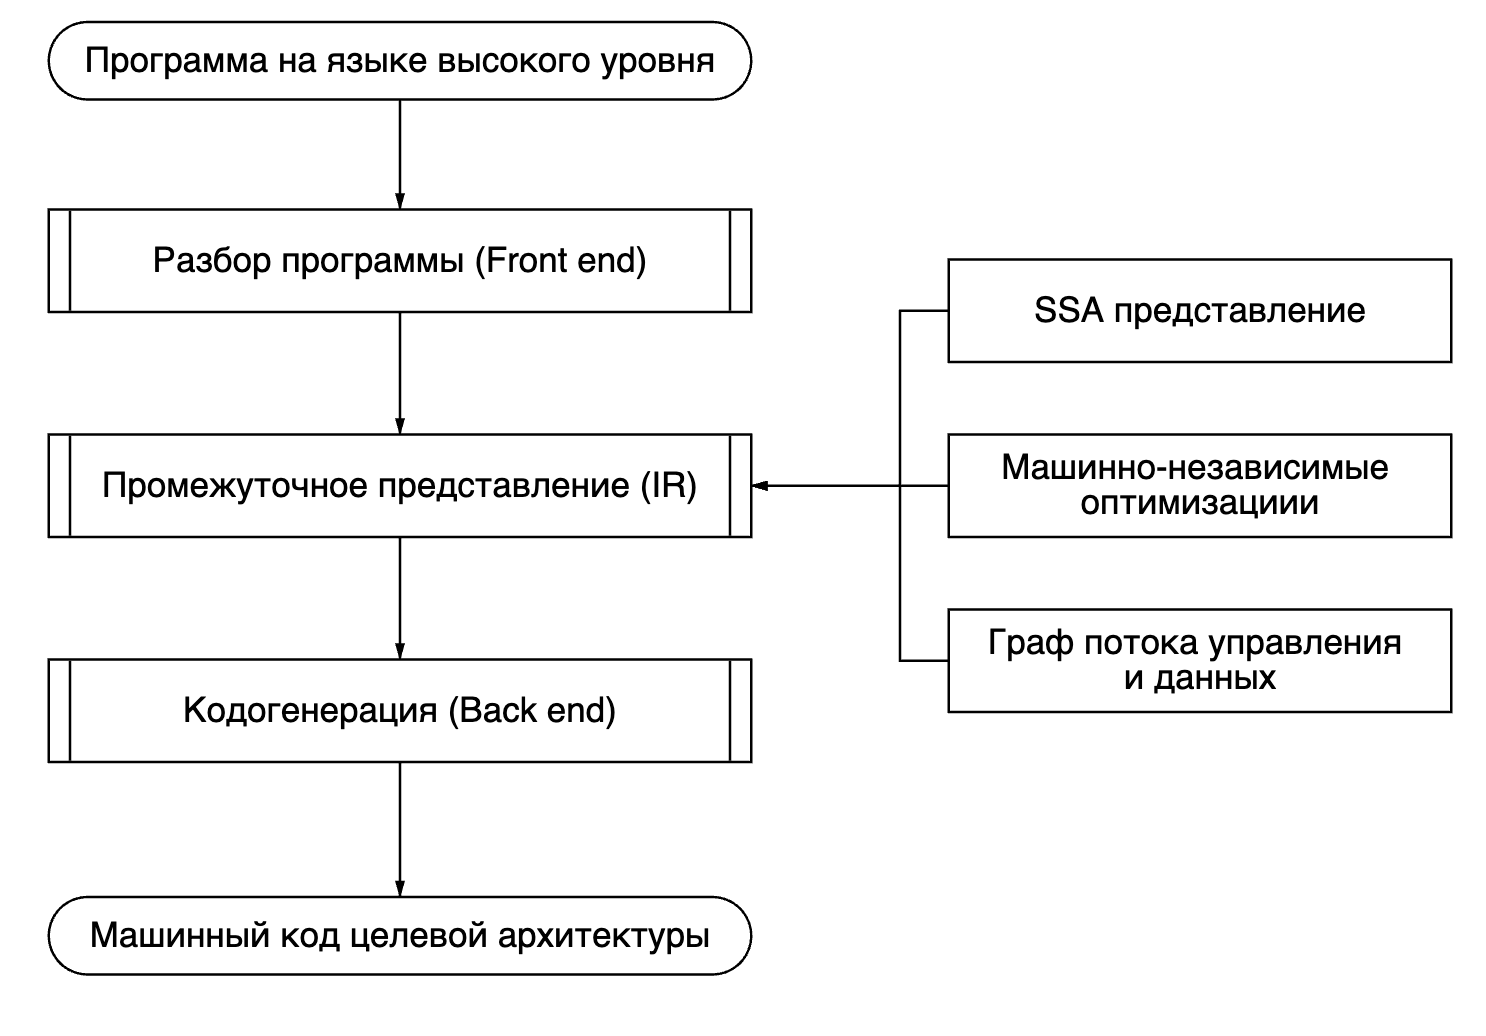 Программа на языке высокого уровня
Разбор программы (Front end)
SSA представление
Промежуточное представление (IR)
Машинно-независимые
оптимизациии
Граф потока управления
и данных
Кодогенерация (Back end)
Машинный код целевой архитектуры